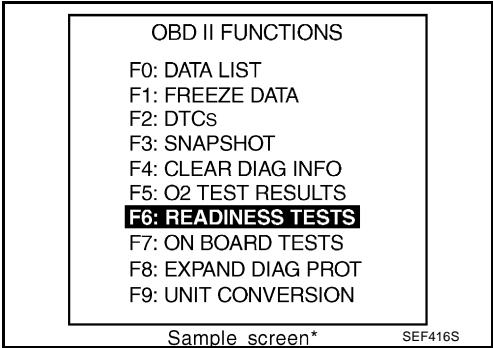 OBD II FUNCTIONS
F0: DATA LIST
F1: FREEZE DATA
F2: DTCs
F3: SNAPSHOT
F4: CLEAR DIAG INFO
F5: O2 TEST RESULTS
F6: READINESS TESTS
F7: ON BOARD TESTS
F8: EXPAND DIAG PROT
F9: UNIT CONVERSION
Sample screen*
SEF416S